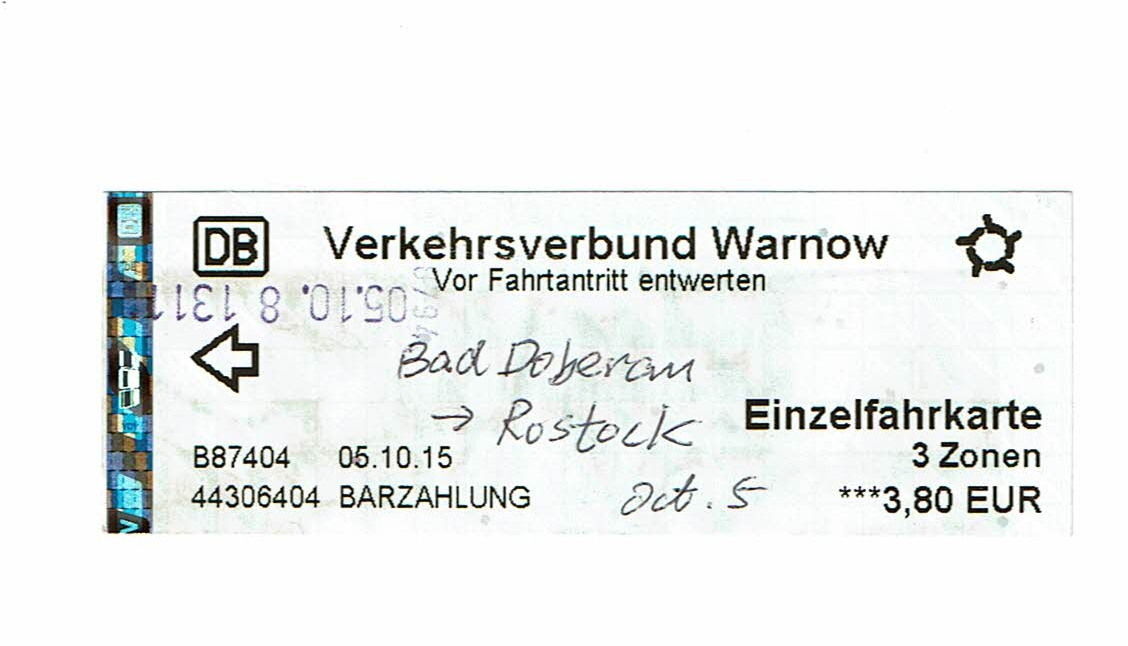 DB
Verkehrsverbund Warnow
Vor Fahrtantritt entwerten
05.10. 8 1311
Bad Doberan
→ Rostock
Einzelfahrkarte
B87404 05.10.15
3 Zonen
44306404 BARZAHLUNG
Oct. 5
***3,80 EUR